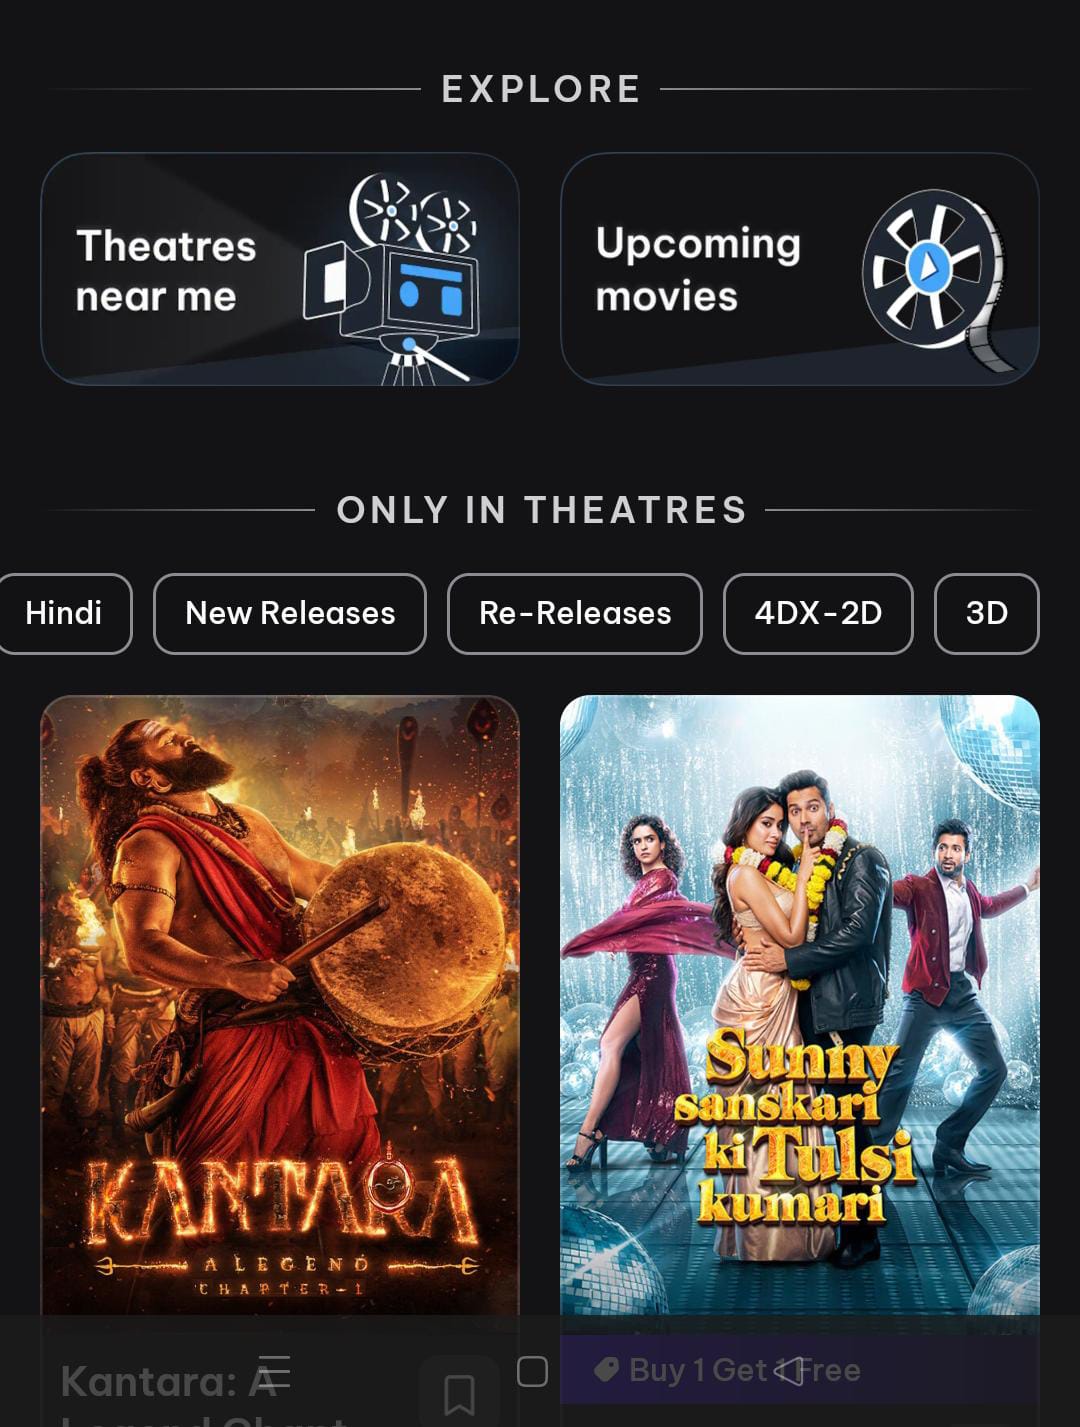 EXPLORE
Theatres
near me
Upcoming
movies
ONLY IN THEATRES
Hindi
New Releases
Re-Releases
4DX-2D
3D
KANTARA
A LEGEND
CHAPTER-1
Sunny
sanskari
ki Tulsi
kumari
Kantara: A
Buy 1 Get 1 Free